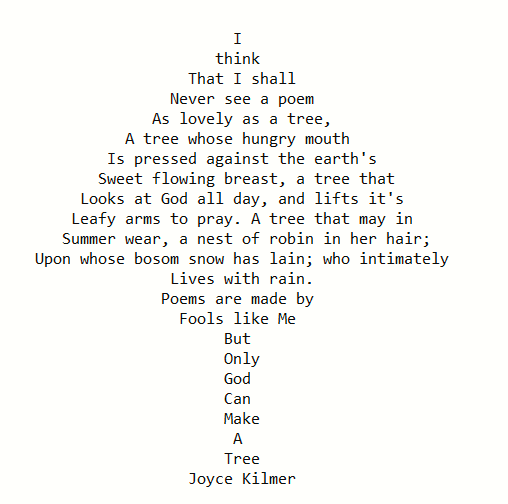 I
think
That I shall
Never see a poem
As lovely as a tree,
A tree whose hungry mouth
Is pressed against the earth's
Sweet flowing breast, a tree that
Looks at God all day, and lifts it's
Leafy arms to pray. A tree that may in
Summer wear, a nest of robin in her hair;
Upon whose bosom snow has lain; who intimately
Lives with rain.
Poems are made by
Fools like Me
But
Only
God
Can
Make
A
Tree
Joyce Kilmer